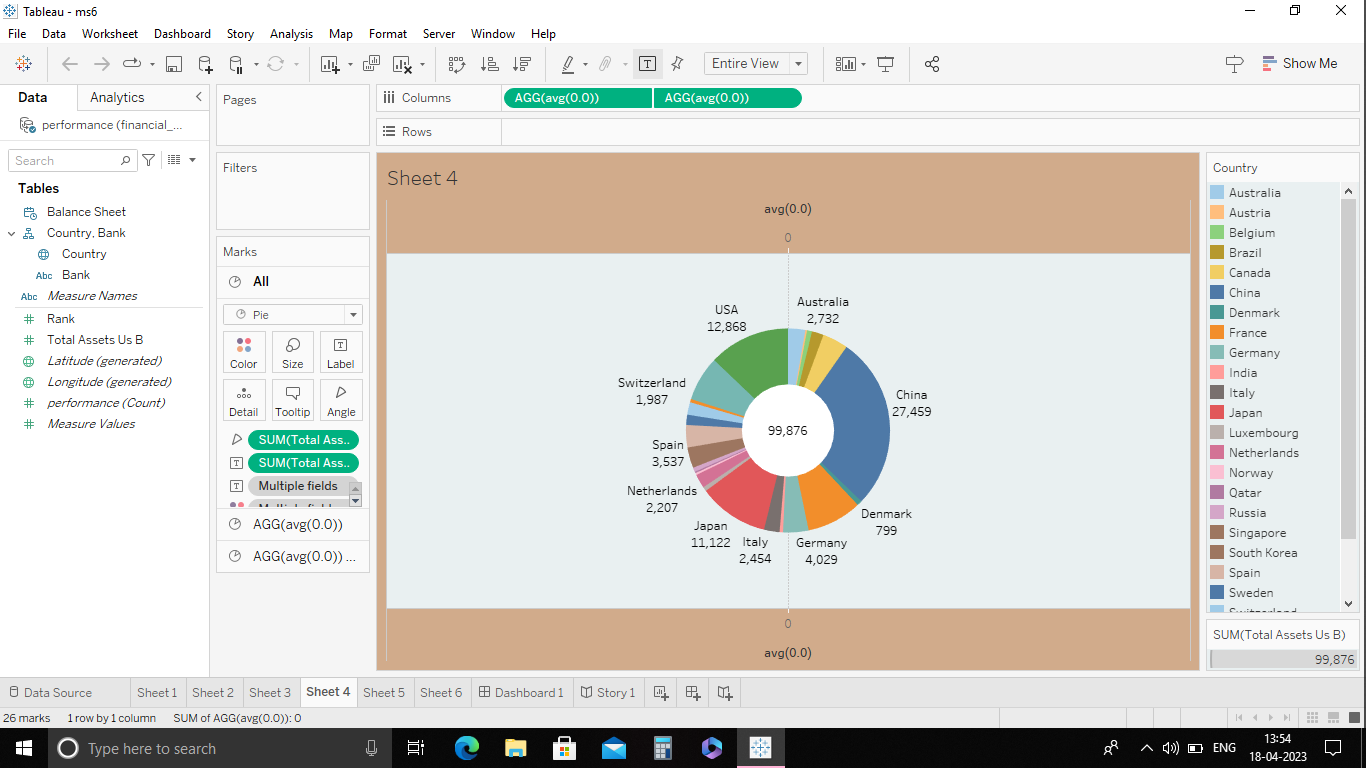 Tableau - ms6
File Data Worksheet Dashboard Story Analysis Map Format Server Window Help
Entire View
Show Me
Data Analytics
performance (financial_...
Search
Tables
Balance Sheet
Country, Bank
Country
Abc Bank
Abc Measure Names
Rank
Total Assets Us B
Latitude (generated)
Longitude (generated)
performance (Count)
Measure Values
Pages
Filters
Marks
All
Pie
Color Size Label
Detail Tooltip Angle
SUM(Total Ass..
SUM(Total Ass..
Multiple fields
AGG(avg(0.0))
AGG(avg(0.0)) ...
Columns AGG(avg(0.0)) AGG(avg(0.0))
Rows
Sheet 4
avg(0.0)
0
USA
12,868
Australia
2,732
Switzerland
1,987
China
27,459
99,876
Spain
3,537
Netherlands
2,207
Denmark
799
Japan
11,122
Italy
2,454
Germany
4,029
0
avg(0.0)
Country
Australia
Austria
Belgium
Brazil
Canada
China
Denmark
France
Germany
India
Italy
Japan
Luxembourg
Netherlands
Norway
Qatar
Russia
Singapore
South Korea
Spain
Sweden
Switzerland
SUM(Total Assets Us B)
99,876
Data Source Sheet 1 Sheet 2 Sheet 3 Sheet 4 Sheet 5 Sheet 6 Dashboard 1 Story 1
26 marks 1 row by 1 column SUM of AGG(avg(0.0)): 0
Type here to search
ENG
13:54
18-04-2023